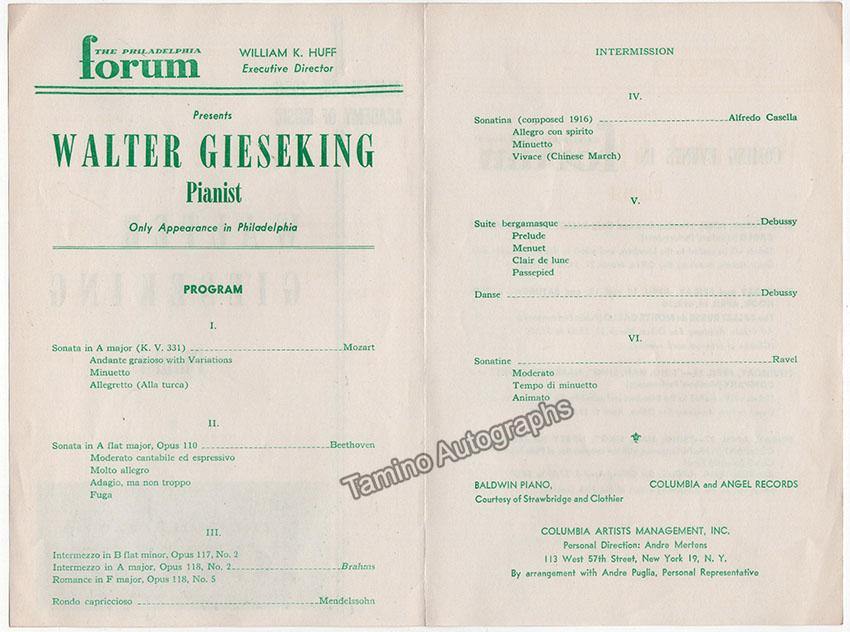 THE PHILADELPHIA
forum
WILLIAM K. HUFF
Executive Director
Presents
WALTER GIESEKING
Pianist
Only Appearance in Philadelphia
PROGRAM
I.
Sonata in A major (K. V. 331) Mozart
Andante grazioso with Variations
Minuetto
Allegretto (Alla turca)
II.
Sonata in A flat major, Opus 110 Beethoven
Moderato cantabile ed espressivo
Molto allegro
Adagio, ma non troppo
Fuga
III.
Intermezzo in B flat minor, Opus 117, No. 2
Intermezzo in A major, Opus 118, No. 2 Brahms
Romance in F major, Opus 118, No. 5
Rondo capriccioso Mendelssohn
INTERMISSION
IV.
Sonatina (composed 1916) Alfredo Casella
Allegro con spirito
Minuetto
Vivace (Chinese March)
V.
Suite bergamasque Debussy
Prelude
Menuet
Clair de lune
Passepied
Danse Debussy
VI.
Sonatine Ravel
Moderato
Tempo di minuetto
Animato
BALDWIN PIANO, COLUMBIA and ANGEL RECORDS
Courtesy of Strawbridge and Clothier
COLUMBIA ARTISTS MANAGEMENT, INC.
Personal Direction: Andre Mertens
113 West 57th Street, New York 19, N. Y.
By arrangement with Andre Puglia, Personal Representative
Tamino Autographs